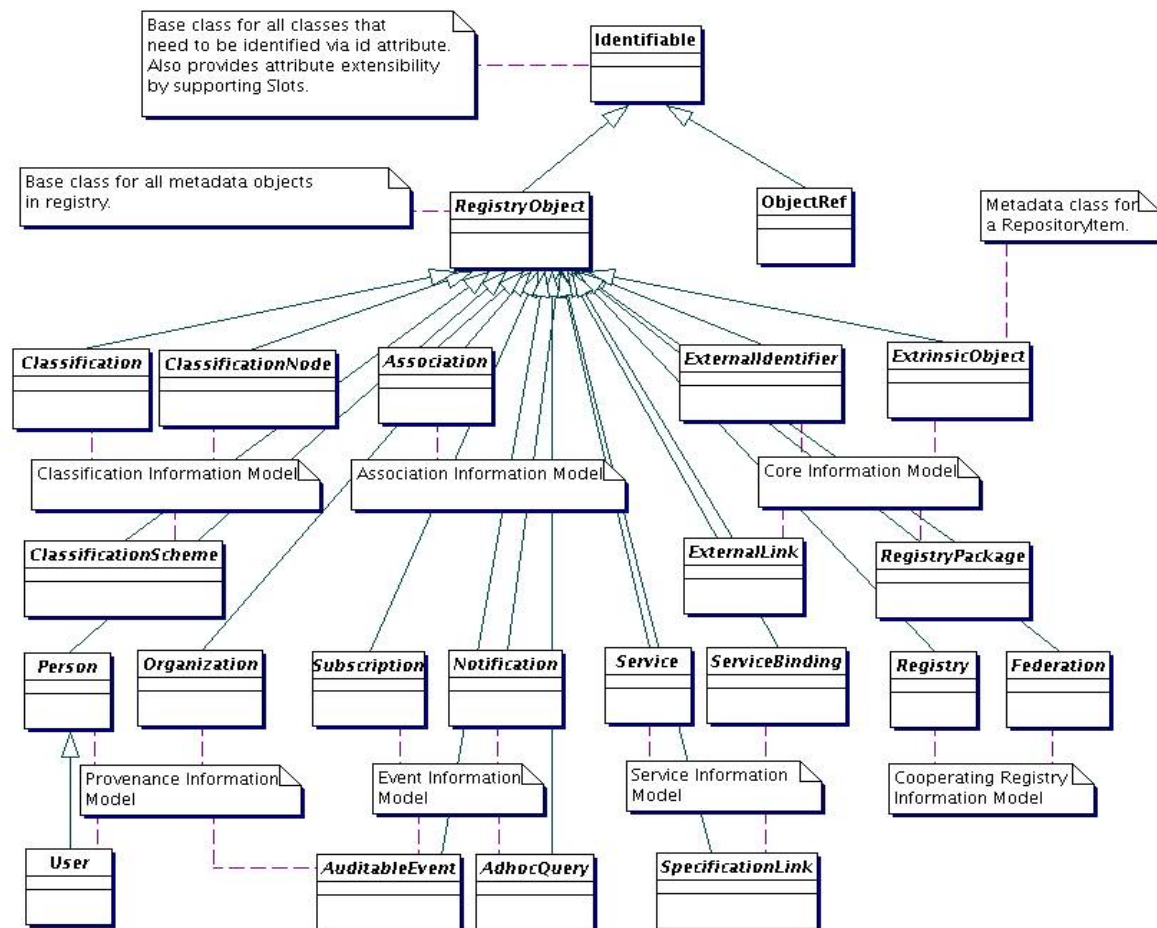 Base class for all classes that
need to be identified via id attribute.
Also provides attribute extensibility
by supporting Slots.
Identifiable
Base class for all metadata objects
in registry.
RegistryObject
ObjectRef
Metadata class for
a RepositoryItem.
Classification
ClassificationNode
Association
ExternalIdentifier
ExtrinsicObject
Classification Information Model
Association Information Model
Core Information Model
ClassificationScheme
ExternalLink
RegistryPackage
Person
Organization
Subscription
Notification
Service
ServiceBinding
Registry
Federation
Provenance Information
Model
Event Information
Model
Service Information
Model
Cooperating Registry
Information Model
User
AuditableEvent
AdhocQuery
SpecificationLink